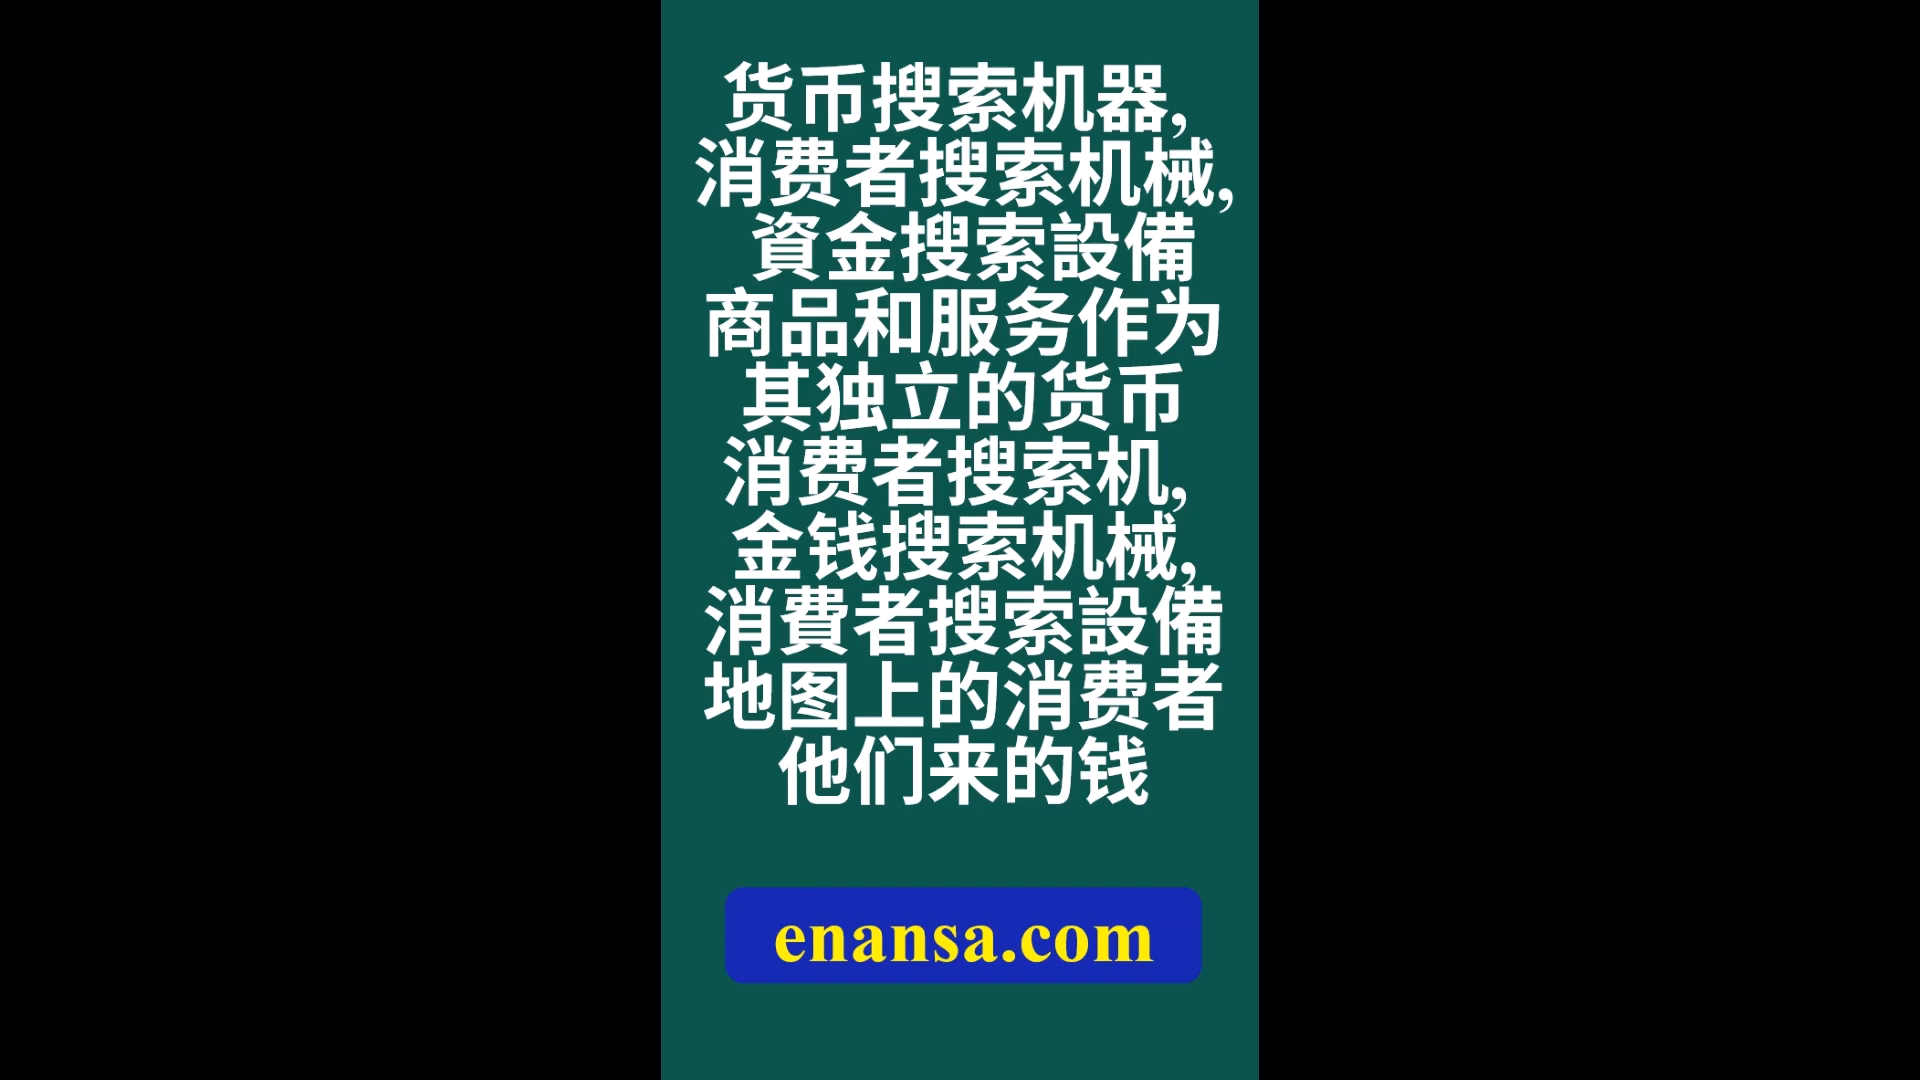 货币搜索机器,
消费者搜索机械,
資金搜索設備
商品和服务作为
其独立的货币
消费者搜索机,
金钱搜索机械,
消費者搜索設備
地图上的消费者
他们来的钱
enansa.com